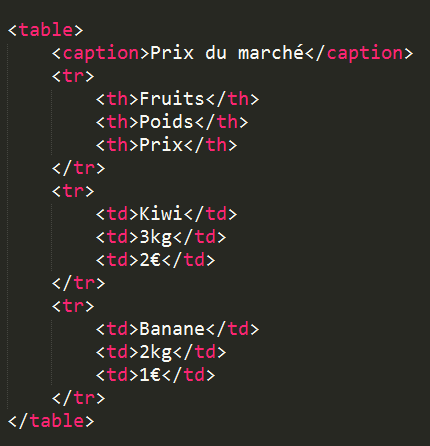 <table>
    <caption>Prix du marché</caption>
    <tr>
        <th>Fruits</th>
        <th>Poids</th>
        <th>Prix</th>
    </tr>
    <tr>
        <td>Kiwi</td>
        <td>3kg</td>
        <td>2€</td>
    </tr>
    <tr>
        <td>Banane</td>
        <td>2kg</td>
        <td>1€</td>
    </tr>
</table>